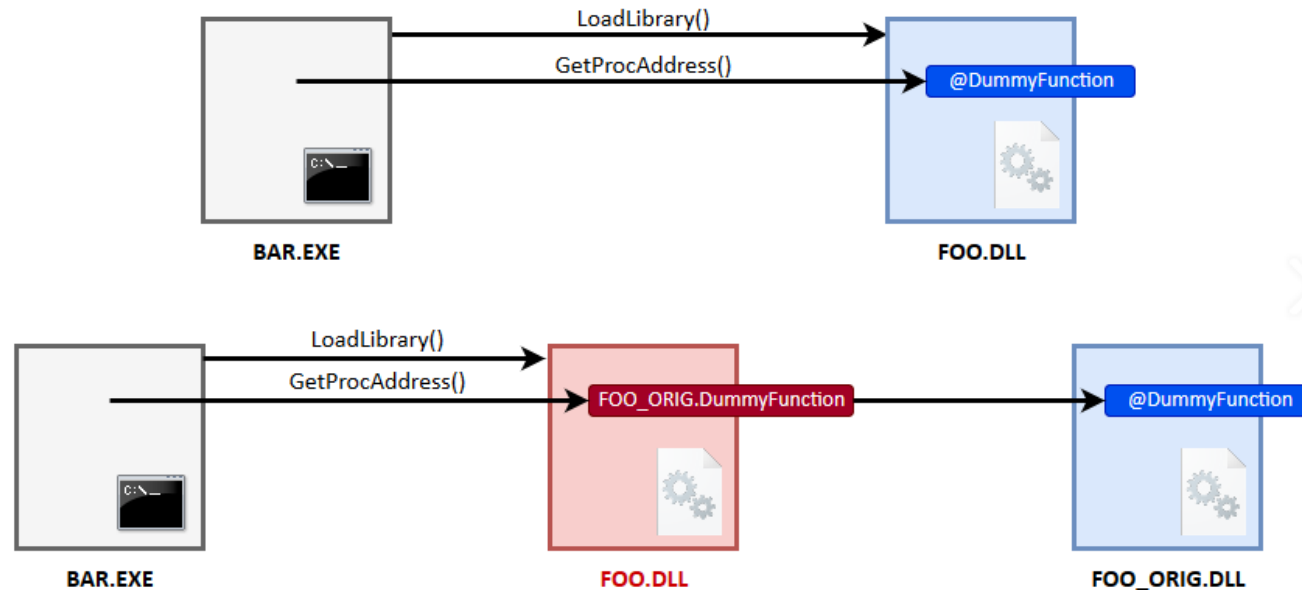 LoadLibrary()
GetProcAddress()
@DummyFunction
C:\_
BAR.EXE
FOO.DLL
LoadLibrary()
GetProcAddress()
FOO_ORIG.DummyFunction
@DummyFunction
C:\_
BAR.EXE
FOO.DLL
FOO_ORIG.DLL